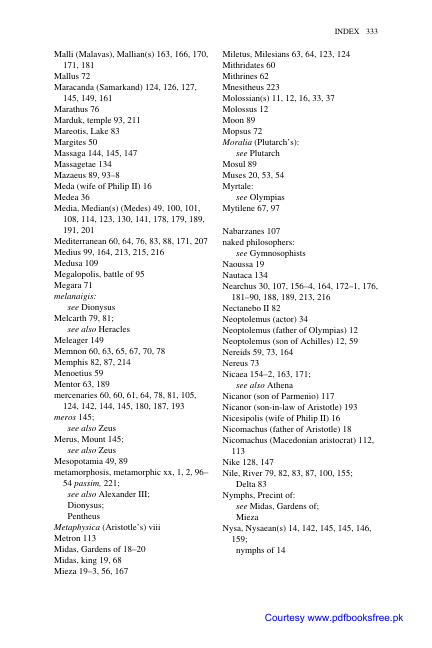 INDEX 333
Malli (Malavas), Mallian(s) 163, 166, 170,
171, 181
Mallus 72
Maracanda (Samarkand) 124, 126, 127,
145, 149, 161
Marathus 76
Marduk, temple 93, 211
Mareotis, Lake 83
Margites 50
Massaga 144, 145, 147
Massagetae 134
Mazaeus 89, 93–8
Meda (wife of Philip II) 16
Medea 36
Media, Median(s) (Medes) 49, 100, 101,
108, 114, 123, 130, 141, 178, 179, 189,
191, 201
Mediterranean 60, 64, 76, 83, 88, 171, 207
Medius 99, 164, 213, 215, 216
Medusa 109
Megalopolis, battle of 95
Megara 71
melanaigis:
see Dionysus
Melcarth 79, 81;
see also Heracles
Meleager 149
Memnon 60, 63, 65, 67, 70, 78
Memphis 82, 87, 214
Menoetius 59
Mentor 63, 189
mercenaries 60, 60, 61, 64, 78, 81, 105,
124, 142, 144, 145, 180, 187, 193
meros 145;
see also Zeus
Merus, Mount 145;
see also Zeus
Mesopotamia 49, 89
metamorphosis, metamorphic xx, 1, 2, 96–
54 passim, 221;
see also Alexander III;
Dionysus;
Pentheus
Metaphysica (Aristotle's) viii
Metron 113
Midas, Gardens of 18–20
Midas, king 19, 68
Mieza 19–3, 56, 167
Miletus, Milesians 63, 64, 123, 124
Mithridates 60
Mithrines 62
Mnesitheus 223
Molossian(s) 11, 12, 16, 33, 37
Molossus 12
Moon 89
Mopsus 72
Moralia (Plutarch's):
see Plutarch
Mosul 89
Muses 20, 53, 54
Myrtale:
see Olympias
Mytilene 67, 97
Nabarzanes 107
naked philosophers:
see Gymnosophists
Naoussa 19
Nautaca 134
Nearchus 30, 107, 156–4, 164, 172–1, 176,
181–90, 188, 189, 213, 216
Nectanebo II 82
Neoptolemus (actor) 34
Neoptolemus (father of Olympias) 12
Neoptolemus (son of Achilles) 12, 59
Nereids 59, 73, 164
Nereus 73
Nicaea 154–2, 163, 171;
see also Athena
Nicanor (son of Parmenio) 117
Nicanor (son-in-law of Aristotle) 193
Nicesipolis (wife of Philip II) 16
Nicomachus (father of Aristotle) 18
Nicomachus (Macedonian aristocrat) 112,
113
Nike 128, 147
Nile, River 79, 82, 83, 87, 100, 155;
Delta 83
Nymphs, Precint of:
see Midas, Gardens of;
Mieza
Nysa, Nysaean(s) 14, 142, 145, 145, 146,
159;
nymphs of 14
Courtesy www.pdfbooksfree.pk